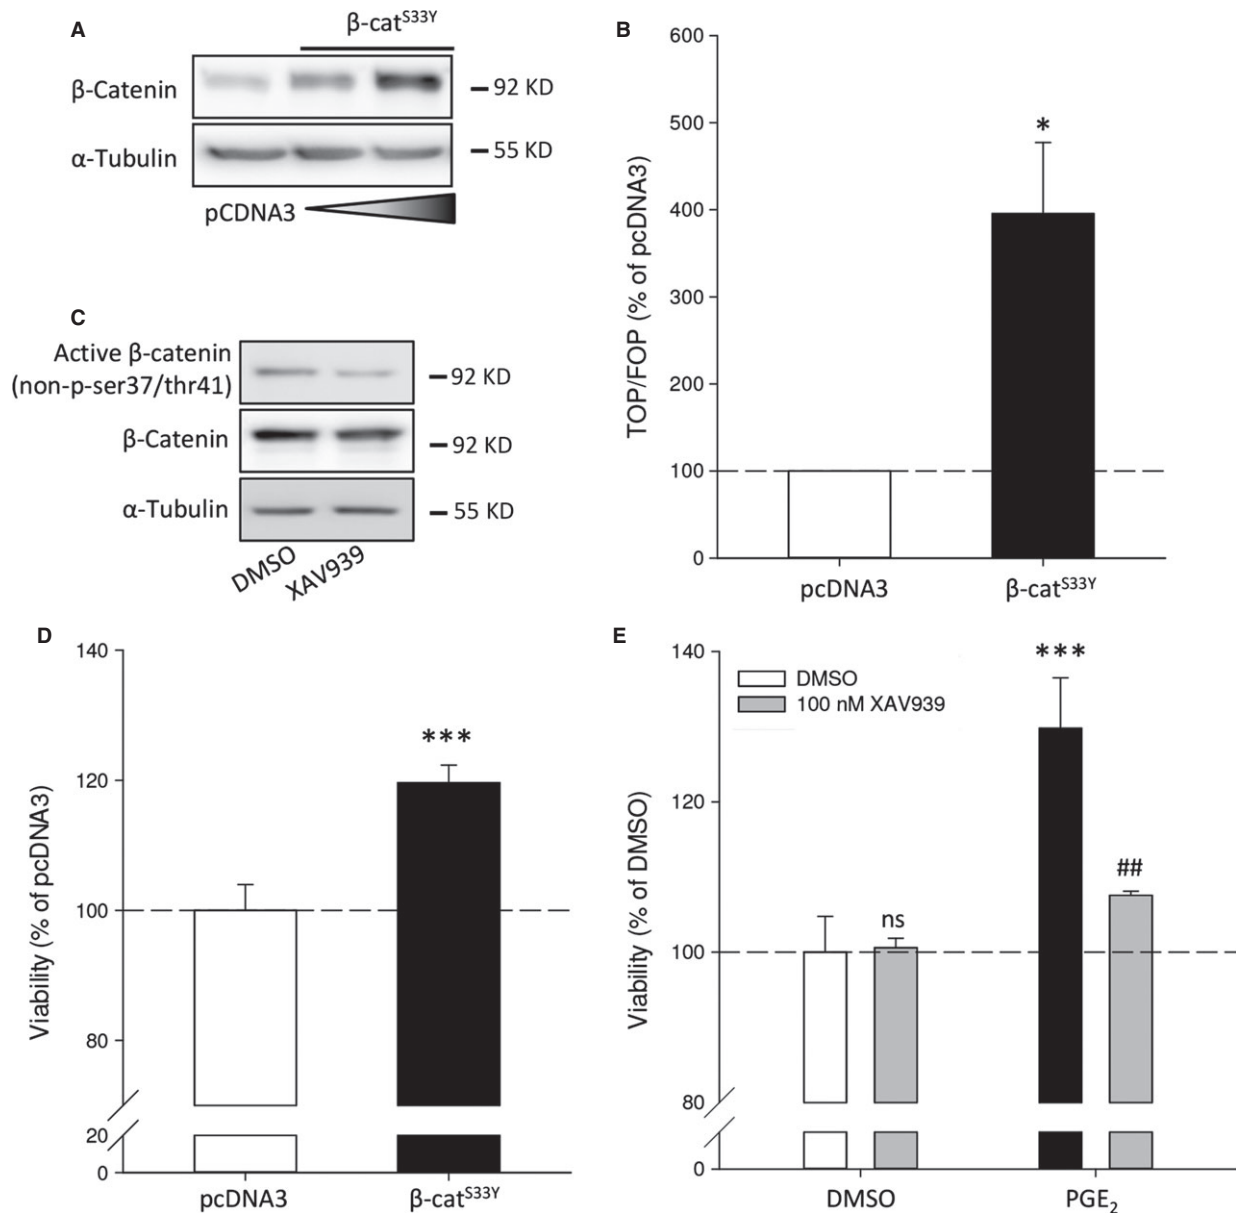 A
β-cat^S33Y
β-Catenin
92 KD
α-Tubulin
55 KD
pCDNA3
B
600
500
400
300
200
100
0
TOP/FOP (% of pcDNA3)
*
pcDNA3
β-cat^S33Y
C
Active β-catenin
(non-p-ser37/thr41)
92 KD
β-Catenin
92 KD
α-Tubulin
55 KD
DMSO
XAV939
D
140
120
100
80
20
0
Viability (% of pcDNA3)
***
pcDNA3
β-cat^S33Y
E
140
120
100
80
0
Viability (% of DMSO)
DMSO
100 nM XAV939
ns
***
##
DMSO
PGE₂